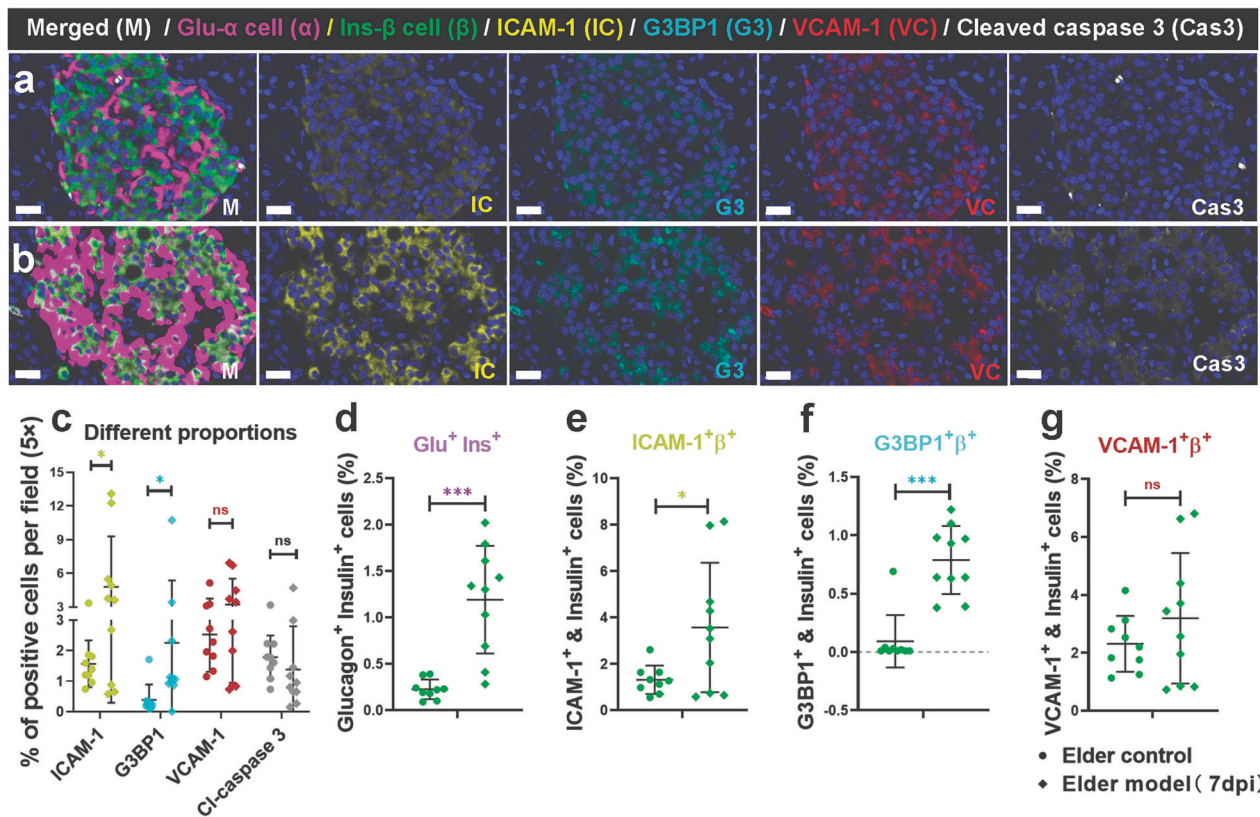 Merged (M) / Glu-α cell (α) / Ins-β cell (β) / ICAM-1 (IC) / G3BP1 (G3) / VCAM-1 (VC) / Cleaved caspase 3 (Cas3)
a
M
IC
G3
VC
Cas3
b
M
IC
G3
VC
Cas3
c
Different proportions
% of positive cells per field (5×)
15
12
9
6
3
3
2
1
0
*
*
ns
ns
ICAM-1
G3BP1
VCAM-1
Cl-caspase 3
d
Glu+ Ins+
Glucagon+ Insulin+ cells (%)
2.5
2.0
1.5
1.0
0.5
0.0
***
e
ICAM-1+β+
ICAM-1+ & Insulin+ cells (%)
10
8
6
4
2
0
*
f
G3BP1+β+
G3BP1+ & Insulin+ cells (%)
1.5
1.0
0.5
0.0
-0.5
***
g
VCAM-1+β+
VCAM-1+ & Insulin+ cells (%)
8
6
4
2
0
ns
● Elder control
◆ Elder model( 7dpi)